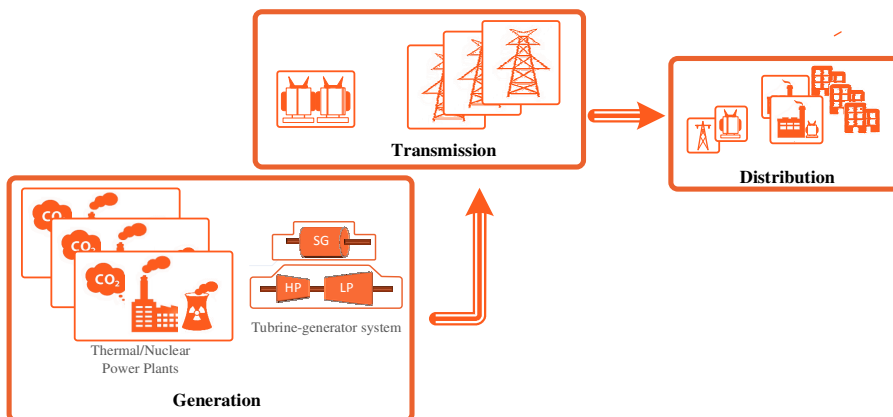 Transmission
Distribution
CO
CO2
CO₂
SG
HP LP
Tubrine-generator system
Thermal/Nuclear
Power Plants
Generation